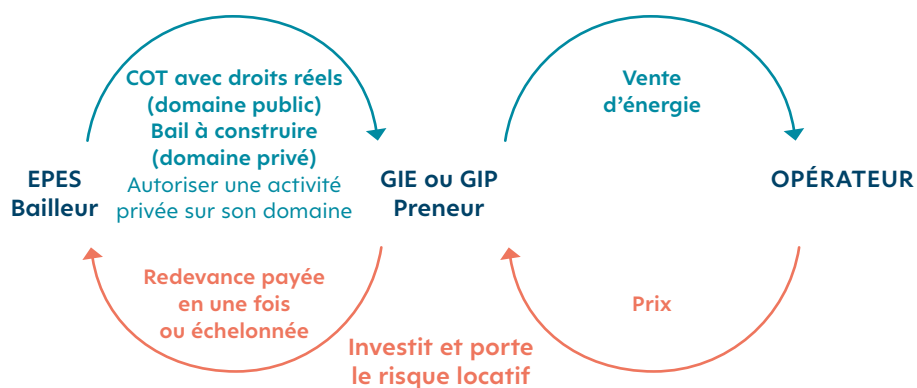 COT avec droits réels
(domaine public)
Bail à construire
(domaine privé)
Autoriser une activité
privée sur son domaine
Vente
d'énergie
EPES
Bailleur
GIE ou GIP
Preneur
OPÉRATEUR
Redevance payée
en une fois
ou échelonnée
Prix
Investit et porte
le risque locatif